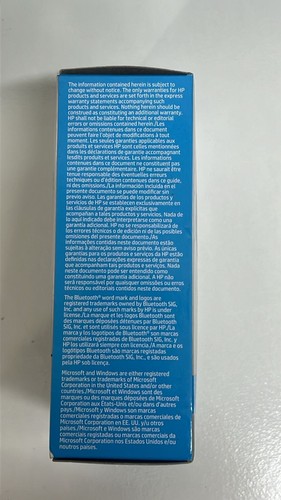 The information contained herein is subject to
change without notice. The only warranties for HP
products and services are set forth in the express
warranty statements accompanying such
products and services. Nothing herein should be
construed as constituting an additional warranty.
HP shall not be liable for technical or editorial
errors or omissions contained herein./Les
informations contenues dans ce document
peuvent faire l'objet de modifications à tout
moment. Les seules garanties applicables aux
produits et services HP sont celles mentionnées
dans les déclarations de garantie accompagnant
lesdits produits et services. Les informations
contenues dans ce document ne constituent pas
une garantie complémentaire. HP ne saurait être
tenue responsable des éventuelles erreurs
techniques ou d'édition contenues dans ce guide,
ni des omissions./La información incluida en el
presente documento se puede modificar sin
previo aviso. Las garantías de los productos y
servicios de HP se establecen exclusivamente en
las cláusulas de garantía explícitas que
acompañan a tales productos y servicios. Nada de
lo aquí indicado debe interpretarse como una
garantía adicional. HP no se responsabilizará de
los errores técnicos o de edición ni de las posibles
omisiones del presente documento./As
informações contidas neste documento estão
sujeitas à alteração sem aviso prévio. As únicas
garantias para os produtos e serviços da HP estão
definidas nas declarações expressas de garantia
que acompanham tais produtos e serviços. Nada
neste documento pode ser entendido como
constituindo uma garantia adicional. A HP não
será responsável por quaisquer omissões ou erros
técnicos ou editoriais contidos neste documento.
The Bluetooth® word mark and logos are
registered trademarks owned by Bluetooth SIG,
Inc. and any use of such marks by HP is under
license./La marque et les logos Bluetooth sont
des marques déposées détenues par Bluetooth
SIG, Inc. et sont utilisés sous licence par HP./La
marca y los logotipos de Bluetooth® son marcas
comerciales registradas de Bluetooth SIG, Inc. y
HP los utilizará siempre con licencia./A marca e os
logótipos Bluetooth são marcas registradas
propriedade da Bluetooth SIG, Inc., e são usados
pela HP sob licença.
Microsoft and Windows are either registered
trademarks or trademarks of Microsoft
Corporation in the United States and/or other
countries./Microsoft et Windows sont des
marques ou des marques déposées de Microsoft
Corporation aux États-Unis et/ou dans d'autres
pays./Microsoft y Windows son marcas
comerciales registradas o marcas comerciales de
Microsoft Corporation en EE. UU. y/u otros
países./Microsoft e Windows são marcas
comerciais registadas ou marcas comerciais da
Microsoft Corporation nos Estados Unidos e/ou
noutros países.